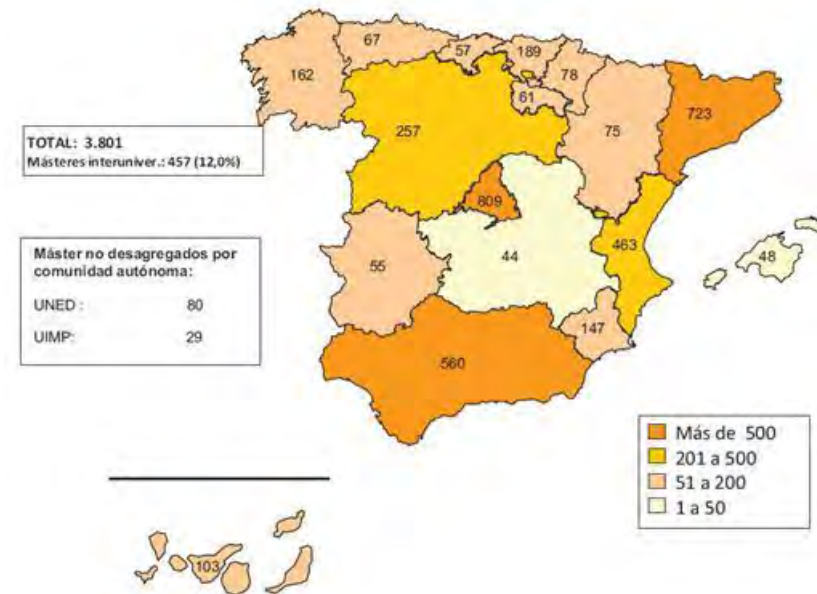 67
57
189
162
78
61
723
257
75
TOTAL: 3.801
Másteres interuniver.: 457 (12,0%)
809
463
Máster no desagregados por
comunidad autónoma:
55
44
48
UNED : 80
UIMP: 29
147
560
Más de 500
201 a 500
51 a 200
1 a 50
103